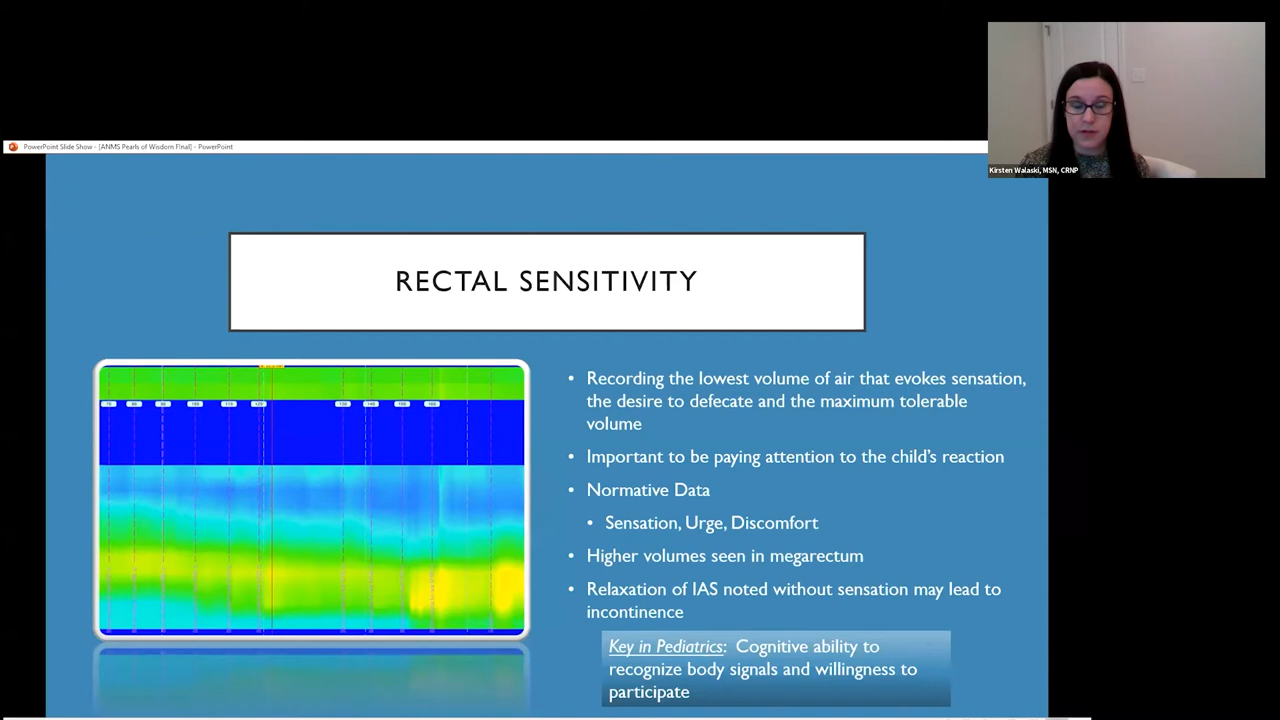 PowerPoint Slide Show - [ANMS Pearls of Wisdom Final] - PowerPoint
Kirsten Walaski, MSN, CRNP
RECTAL SENSITIVITY
• Recording the lowest volume of air that evokes sensation,
the desire to defecate and the maximum tolerable
volume
• Important to be paying attention to the child's reaction
• Normative Data
• Sensation, Urge, Discomfort
• Higher volumes seen in megarectum
• Relaxation of IAS noted without sensation may lead to
incontinence
Key in Pediatrics: Cognitive ability to
recognize body signals and willingness to
participate